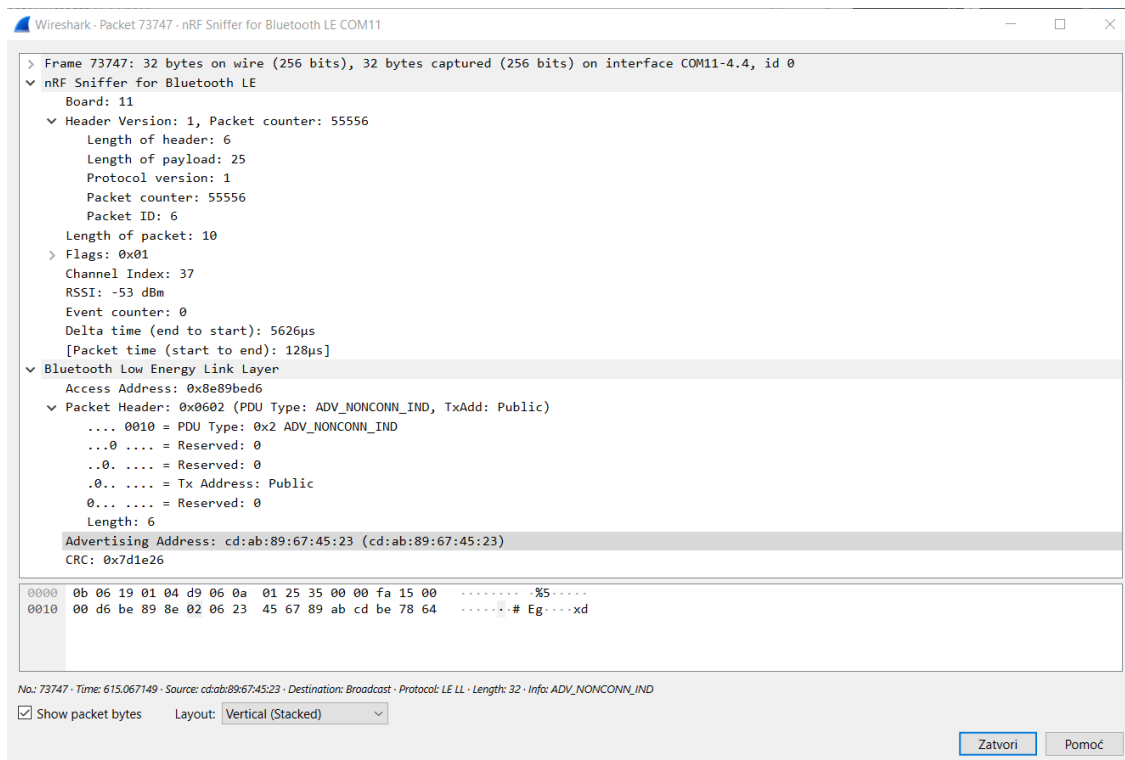 Wireshark · Packet 73747 · nRF Sniffer for Bluetooth LE COM11
Frame 73747: 32 bytes on wire (256 bits), 32 bytes captured (256 bits) on interface COM11-4.4, id 0
nRF Sniffer for Bluetooth LE
Board: 11
Header Version: 1, Packet counter: 55556
Length of header: 6
Length of payload: 25
Protocol version: 1
Packet counter: 55556
Packet ID: 6
Length of packet: 10
Flags: 0x01
Channel Index: 37
RSSI: -53 dBm
Event counter: 0
Delta time (end to start): 5626µs
[Packet time (start to end): 128µs]
Bluetooth Low Energy Link Layer
Access Address: 0x8e89bed6
Packet Header: 0x0602 (PDU Type: ADV_NONCONN_IND, TxAdd: Public)
.... 0010 = PDU Type: 0x2 ADV_NONCONN_IND
...0 .... = Reserved: 0
..0. .... = Reserved: 0
.0.. .... = Tx Address: Public
0... .... = Reserved: 0
Length: 6
Advertising Address: cd:ab:89:67:45:23 (cd:ab:89:67:45:23)
CRC: 0x7d1e26
0000 0b 06 19 01 04 d9 06 0a 01 25 35 00 00 fa 15 00 ········ ·%5·····
0010 00 d6 be 89 8e 02 06 23 45 67 89 ab cd be 78 64 ·······# Eg····xd
No.: 73747 · Time: 615.067149 · Source: cd:ab:89:67:45:23 · Destination: Broadcast · Protocol: LE LL · Length: 32 · Info: ADV_NONCONN_IND
Show packet bytes Layout: Vertical (Stacked)
Zatvori Pomoć